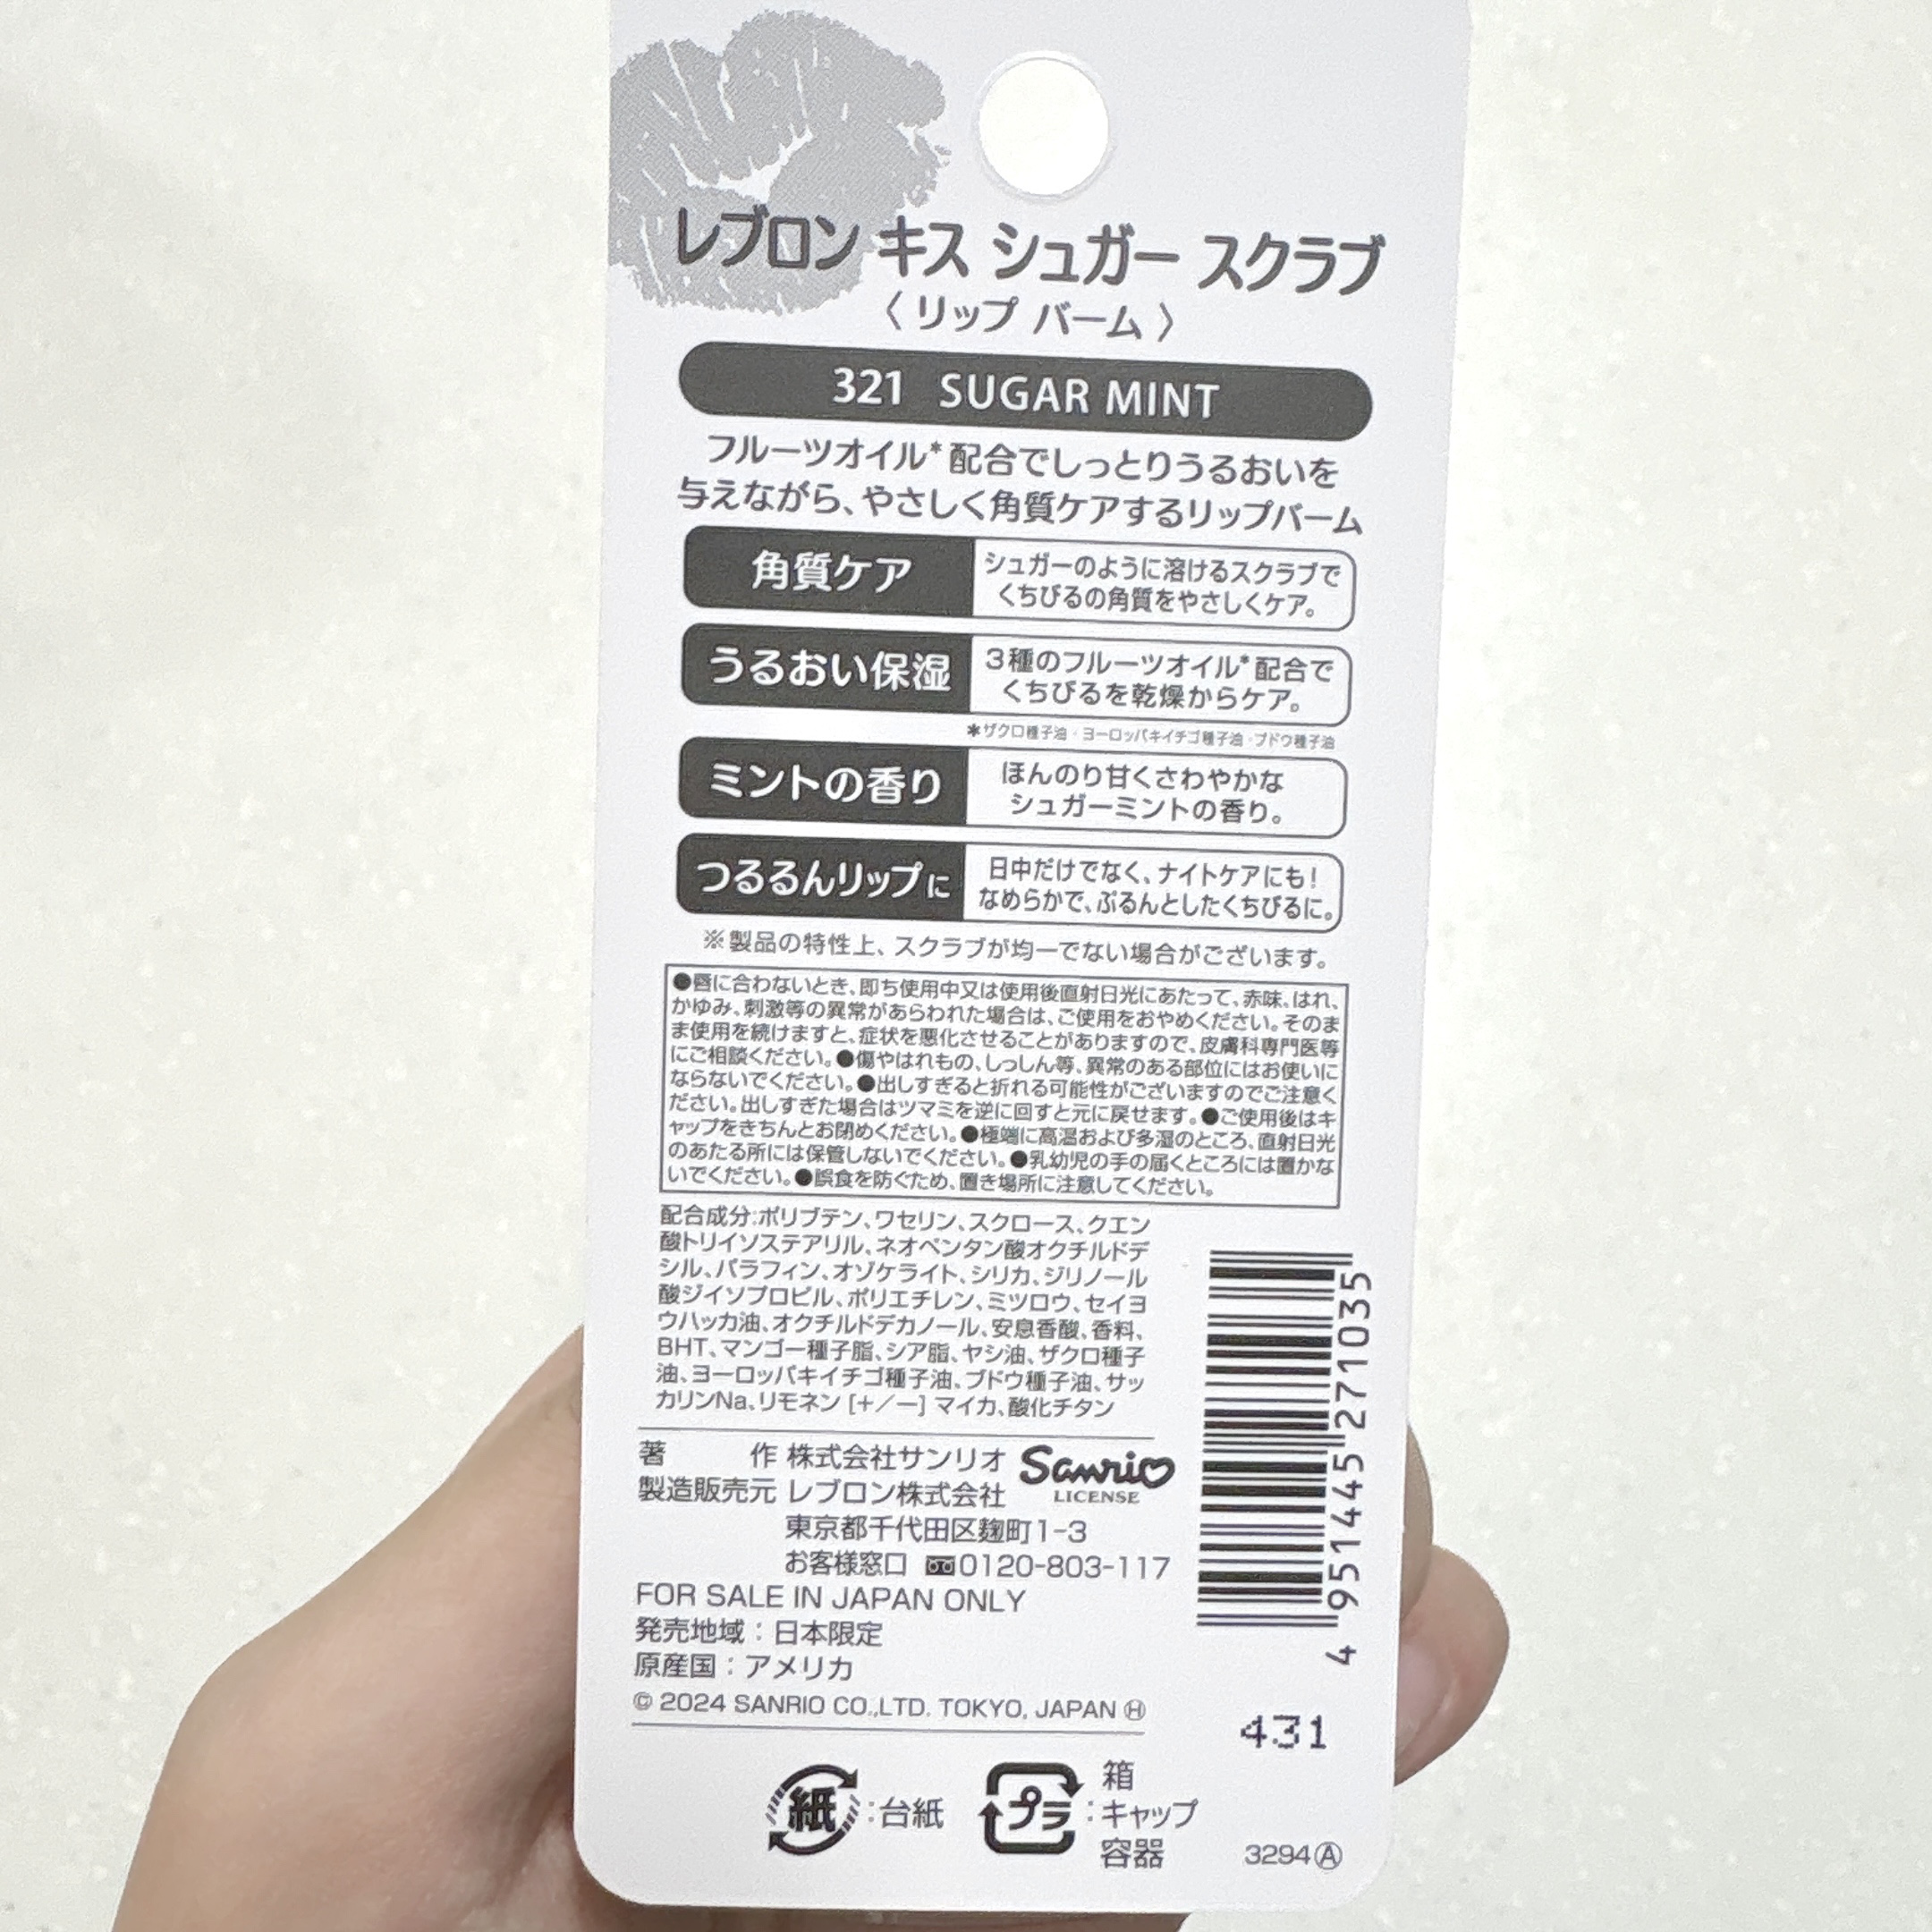 レブロン キス シュガー スクラブ
〈 リップ バーム 〉
321 SUGAR MINT
フルーツオイル*配合でしっとりうるおいを
与えながら、やさしく角質ケアするリップバーム
角質ケア
シュガーのように溶けるスクラブで
くちびるの角質をやさしくケア。
うるおい保湿
3種のフルーツオイル*配合で
くちびるを乾燥からケア。
*ザクロ種子油・ヨーロッパキイチゴ種子油・ブドウ種子油
ミントの香り
ほんのり甘くさわやかな
シュガーミントの香り。
つるるんリップに
日中だけでなく、ナイトケアにも!
なめらかで、ぷるんとしたくちびるに。
※製品の特性上、スクラブが均一でない場合がございます。
●唇に合わないとき、即ち使用中又は使用後直射日光にあたって、赤味、はれ、
かゆみ、刺激等の異常があらわれた場合は、ご使用をおやめください。そのま
ま使用を続けますと、症状を悪化させることがありますので、皮膚科専門医等
にご相談ください。●傷やはれもの、しっしん等、異常のある部位にはお使いに
ならないでください。●出しすぎると折れる可能性がございますのでご注意く
ださい。出しすぎた場合はツマミを逆に回すと元に戻せます。●ご使用後はキ
ャップをきちんとお閉めください。●極端に高温および多湿のところ、直射日光
のあたる所には保管しないでください。●乳幼児の手の届くところには置かな
いでください。●誤食を防ぐため、置き場所に注意してください。
配合成分:ポリブテン、ワセリン、スクロース、クエン
酸トリイソステアリル、ネオペンタン酸オクチルドデ
シル、パラフィン、オゾケライト、シリカ、ジリノール
酸ジイソプロピル、ポリエチレン、ミツロウ、セイヨ
ウハッカ油、オクチルドデカノール、安息香酸、香料、
BHT、マンゴー種子脂、シア脂、ヤシ油、ザクロ種子
油、ヨーロッパキイチゴ種子油、ブドウ種子油、サッ
カリンNa、リモネン [+/ー] マイカ、酸化チタン
著 作 株式会社サンリオ
Sanrio
LICENSE
製造販売元 レブロン株式会社
東京都千代田区麹町1-3
お客様窓口 0120-803-117
FOR SALE IN JAPAN ONLY
発売地域：日本限定
原産国：アメリカ
© 2024 SANRIO CO.,LTD. TOKYO, JAPAN Ⓗ
4951445271035
431
紙:台紙
プラ:
箱
キャップ
容器
3294Ⓐ